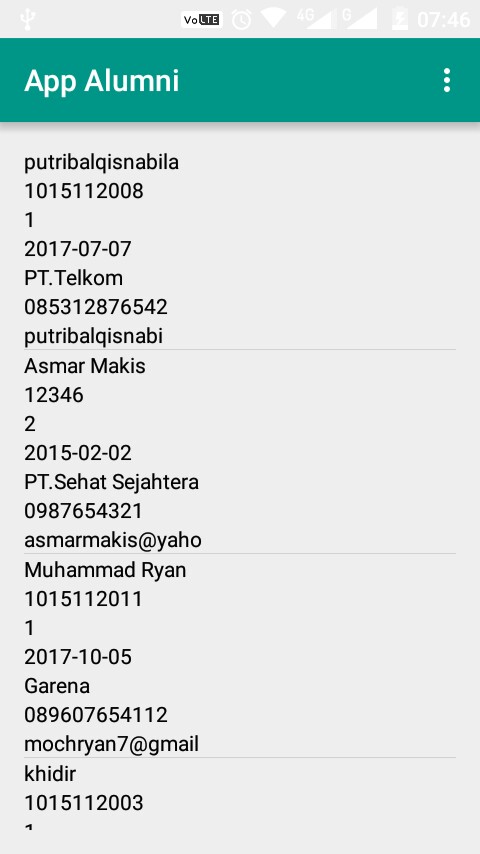 VoLTE 4G G 07:46
App Alumni
putribalqisnabila
1015112008
1
2017-07-07
PT.Telkom
085312876542
putribalqisnabi
Asmar Makis
12346
2
2015-02-02
PT.Sehat Sejahtera
0987654321
asmarmakis@yaho
Muhammad Ryan
1015112011
1
2017-10-05
Garena
089607654112
mochryan7@gmail
khidir
1015112003
1